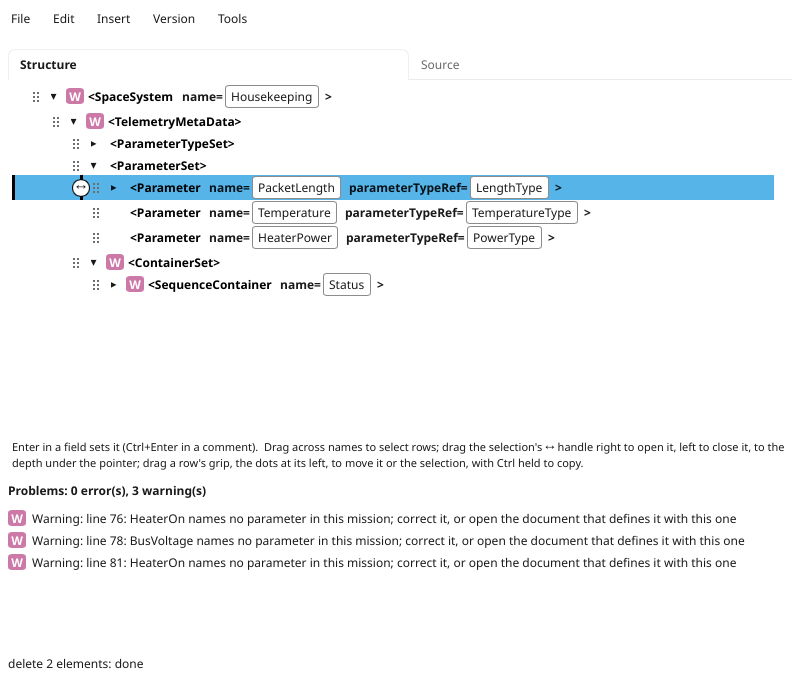 File Edit Insert Version Tools
Structure Source
W <SpaceSystem name= Housekeeping >
W <TelemetryMetaData>
<ParameterTypeSet>
<ParameterSet>
<Parameter name= PacketLength parameterTypeRef= LengthType >
<Parameter name= Temperature parameterTypeRef= TemperatureType >
<Parameter name= HeaterPower parameterTypeRef= PowerType >
W <ContainerSet>
W <SequenceContainer name= Status >
Enter in a field sets it (Ctrl+Enter in a comment). Drag across names to select rows; drag the selection's ↔ handle right to open it, left to close it, to the
depth under the pointer; drag a row's grip, the dots at its left, to move it or the selection, with Ctrl held to copy.
Problems: 0 error(s), 3 warning(s)
W Warning: line 76: HeaterOn names no parameter in this mission; correct it, or open the document that defines it with this one
W Warning: line 78: BusVoltage names no parameter in this mission; correct it, or open the document that defines it with this one
W Warning: line 81: HeaterOn names no parameter in this mission; correct it, or open the document that defines it with this one
delete 2 elements: done